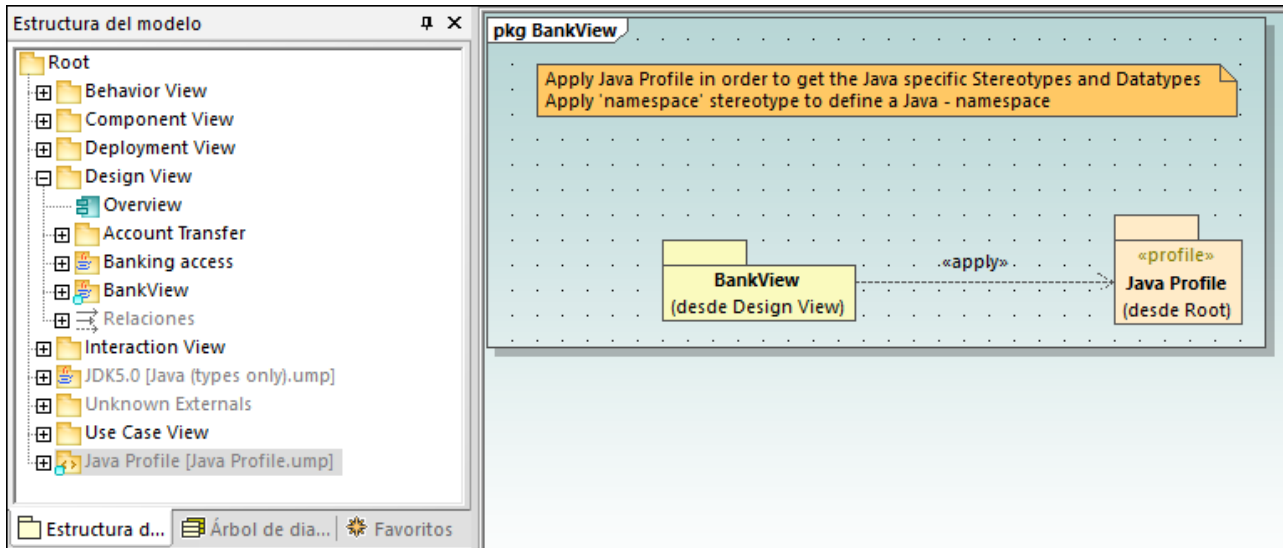 Estructura del modelo
Root
Behavior View
Component View
Deployment View
Design View
Overview
Account Transfer
Banking access
BankView
Relaciones
Interaction View
JDK5.0 [Java (types only).ump]
Unknown Externals
Use Case View
Java Profile [Java Profile.ump]
Estructura d...
Árbol de dia...
Favoritos
pkg BankView
Apply Java Profile in order to get the Java specific Stereotypes and Datatypes
Apply 'namespace' stereotype to define a Java - namespace
BankView
(desde Design View)
«apply»
«profile»
Java Profile
(desde Root)